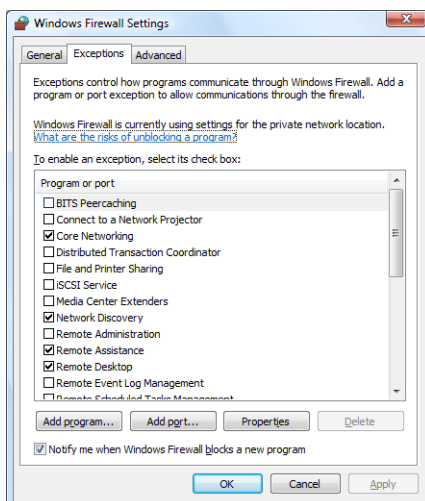 Windows Firewall Settings
General Exceptions Advanced
Exceptions control how programs communicate through Windows Firewall. Add a
program or port exception to allow communications through the firewall.
Windows Firewall is currently using settings for the private network location.
What are the risks of unblocking a program?
To enable an exception, select its check box:
Program or port
BITS Peercaching
Connect to a Network Projector
Core Networking
Distributed Transaction Coordinator
File and Printer Sharing
iSCSI Service
Media Center Extenders
Network Discovery
Remote Administration
Remote Assistance
Remote Desktop
Remote Event Log Management
Remote Scheduled Tasks Management
Add program... Add port... Properties Delete
Notify me when Windows Firewall blocks a new program
OK Cancel Apply